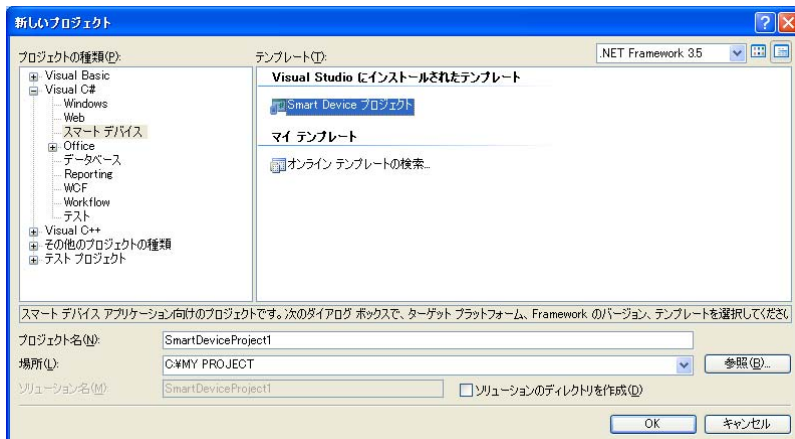 新しいプロジェクト
プロジェクトの種類(P):
テンプレート(T):
.NET Framework 3.5
Visual Basic
Visual C#
Windows
Web
スマート デバイス
Office
データベース
Reporting
WCF
Workflow
テスト
Visual C++
その他のプロジェクトの種類
テスト プロジェクト
Visual Studio にインストールされたテンプレート
Smart Device プロジェクト
マイ テンプレート
オンライン テンプレートの検索...
スマート デバイス アプリケーション向けのプロジェクトです。次のダイアログ ボックスで、ターゲット プラットフォーム、Framework のバージョン、テンプレートを選択してくださ
プロジェクト名(N):
SmartDeviceProject1
場所(L):
C:¥MY PROJECT
参照(B)...
ソリューション名(M):
SmartDeviceProject1
ソリューションのディレクトリを作成(D)
OK
キャンセル